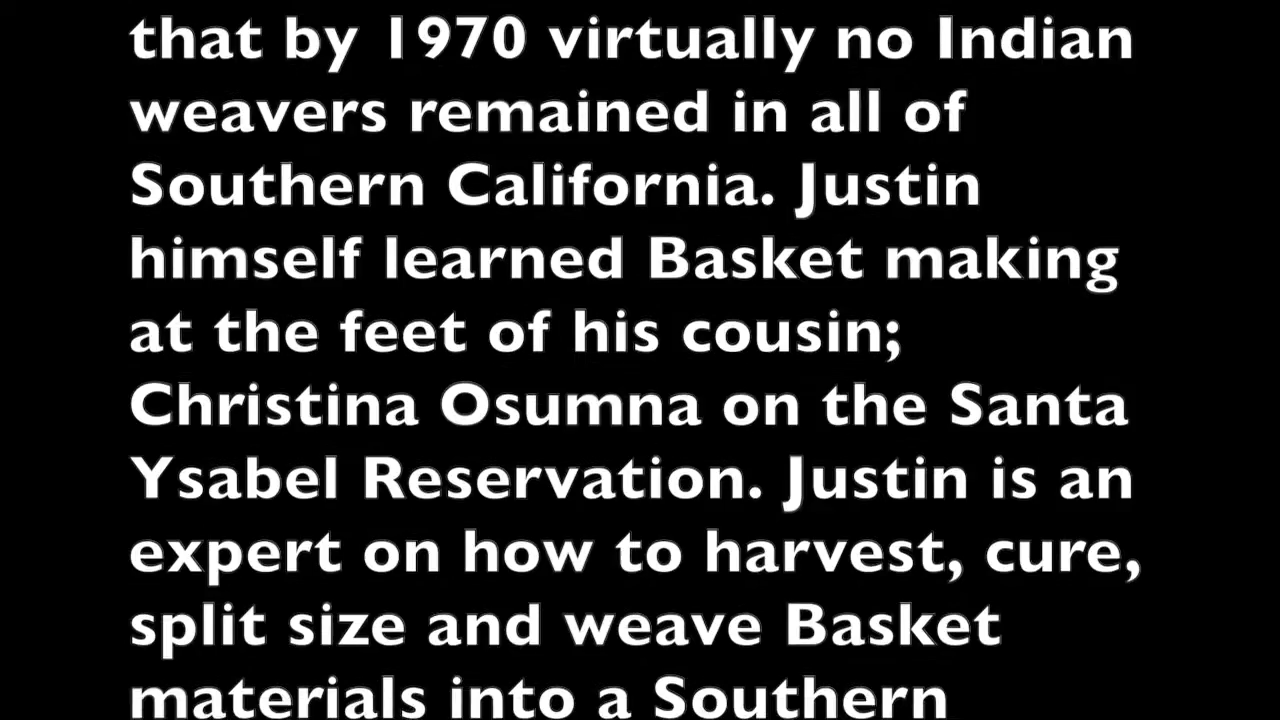 that by 1970 virtually no Indian
weavers remained in all of
Southern California. Justin
himself learned Basket making
at the feet of his cousin;
Christina Osumna on the Santa
Ysabel Reservation. Justin is an
expert on how to harvest, cure,
split size and weave Basket
materials into a Southern